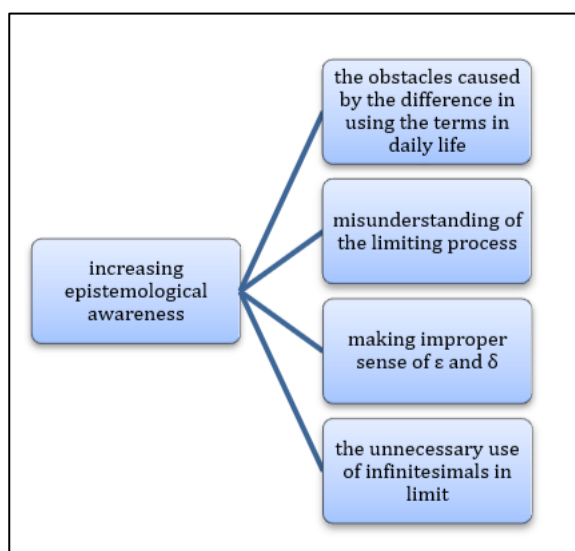 increasing
epistemological
awareness
the obstacles caused
by the difference in
using the terms in
daily life
misunderstanding of
the limiting process
making improper
sense of ε and δ
the unnecessary use
of infinitesimals in
limit